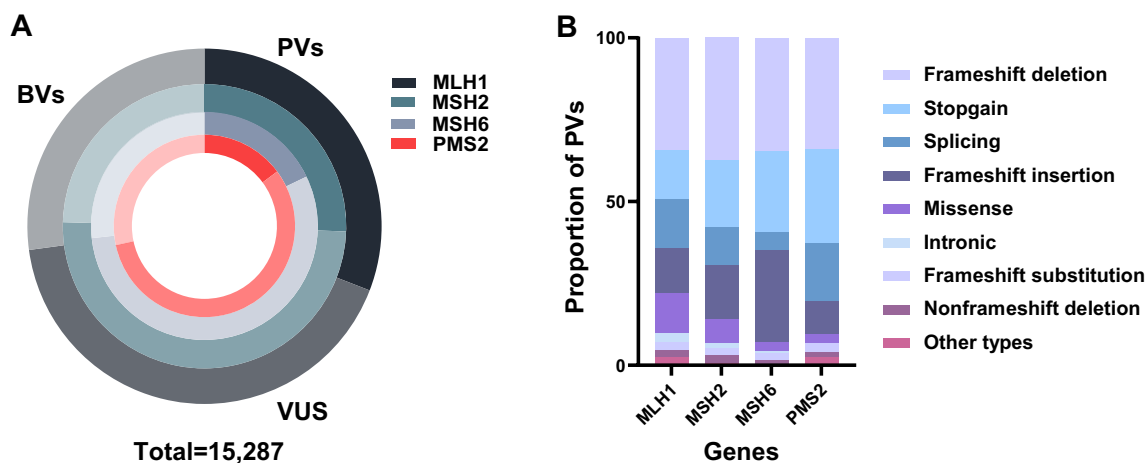 A
PVs
BVs
VUS
MLH1
MSH2
MSH6
PMS2
Total=15,287
B
Proportion of PVs
100
50
0
MLH1
MSH2
MSH6
PMS2
Genes
Frameshift deletion
Stopgain
Splicing
Frameshift insertion
Missense
Intronic
Frameshift substitution
Nonframeshift deletion
Other types